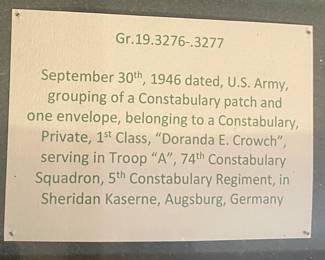 Gr.19.3276-.3277
September 30th, 1946 dated, U.S. Army,
grouping of a Constabulary patch and
one envelope, belonging to a Constabulary,
Private, 1st Class, “Doranda E. Crowch”,
serving in Troop “A”, 74th Constabulary
Squadron, 5th Constabulary Regiment, in
Sheridan Kaserne, Augsburg, Germany